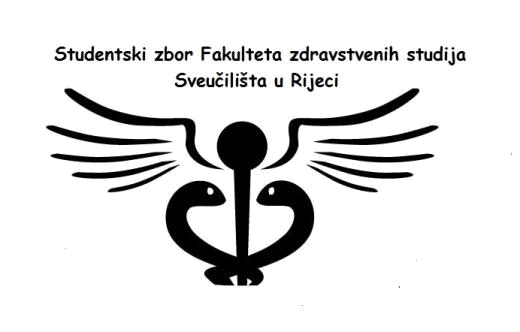 Studentski zbor Fakulteta zdravstvenih studija
Sveučilišta u Rijeci